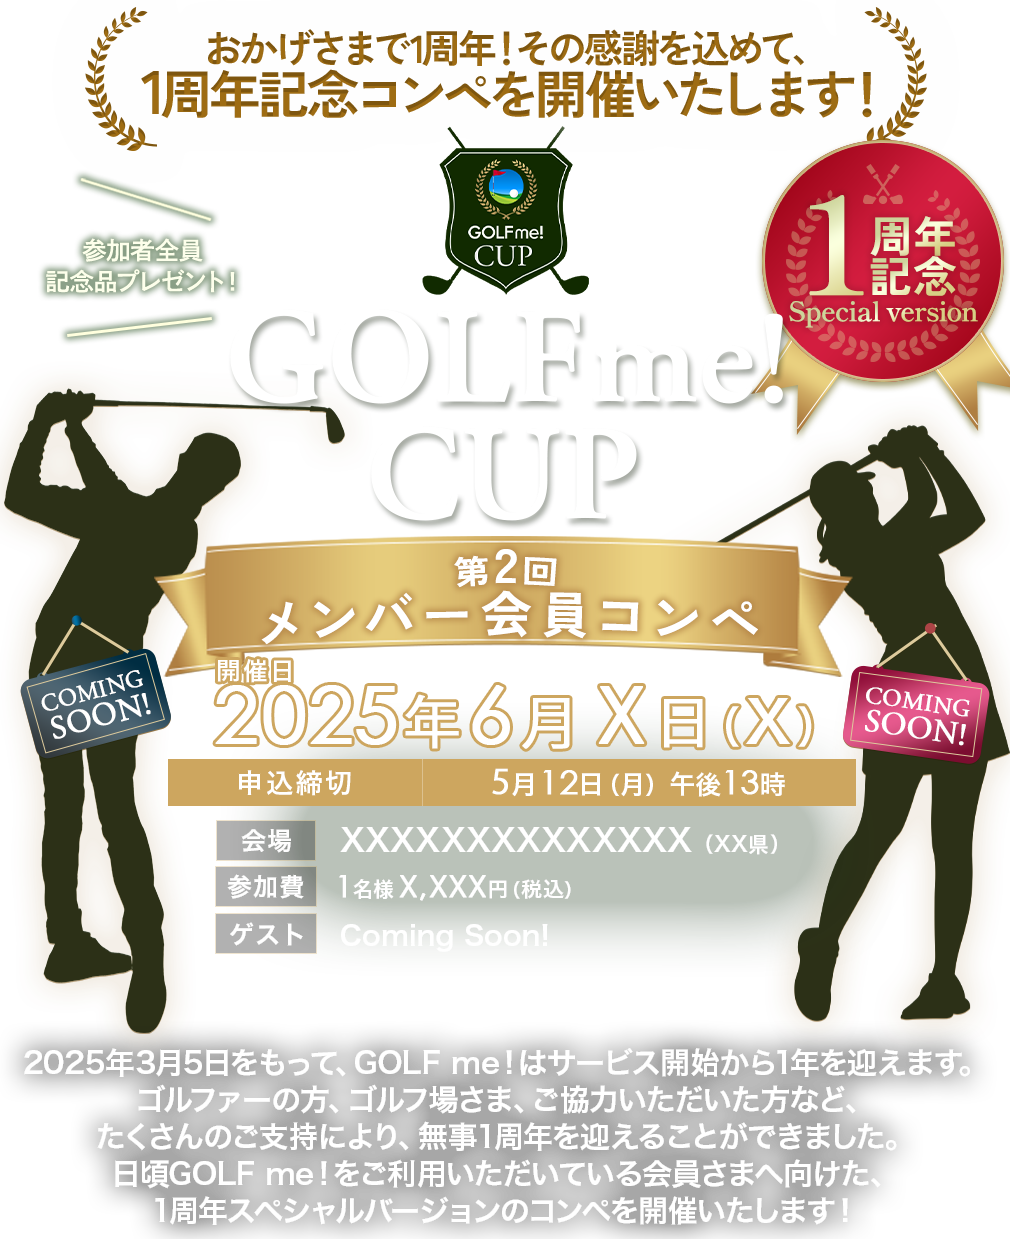 おかげさまで1周年！その感謝を込めて、
1周年記念コンペを開催いたします！
GOLFme!
CUP
参加者全員
記念品プレゼント！
1周年
記念
Special version
GOLFme!
CUP
第2回
メンバー会員コンペ
開催日
2025年6月X日(X)
COMING
SOON!
COMING
SOON!
申込締切 5月12日（月）午後13時
会場 XXXXXXXXXXXXXX（XX県）
参加費 1名様 X,XXX円（税込）
ゲスト Coming Soon!
2025年3月5日をもって、GOLF me！はサービス開始から1年を迎えます。
ゴルファーの方、ゴルフ場さま、ご協力いただいた方など、
たくさんのご支持により、無事1周年を迎えることができました。
日頃GOLF me！をご利用いただいている会員さまへ向けた、
1周年スペシャルバージョンのコンペを開催いたします！